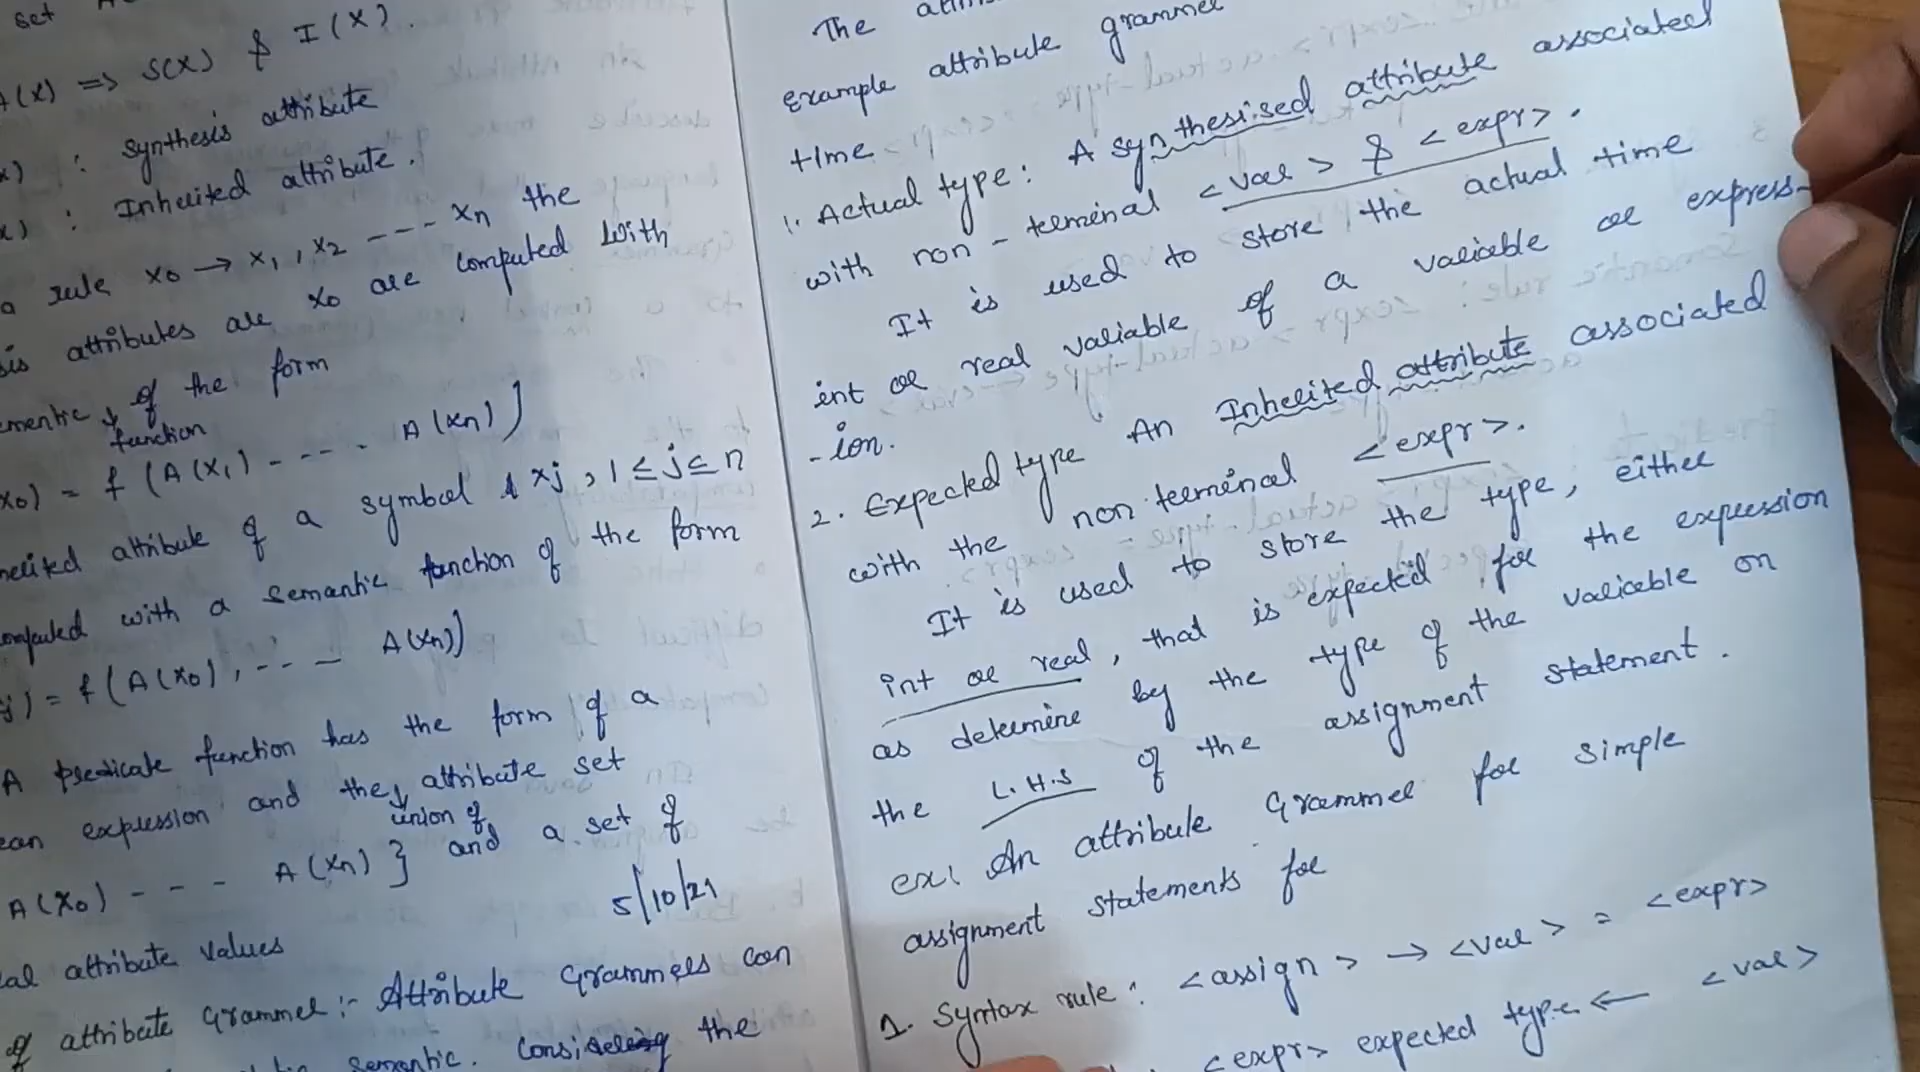 set
A(x) => S(x) & I(x).
x) : Synthesis attribute
x) : Inherited attribute.
a rule x0 → x1, x2 --- xn the
sis attributes are x0 are computed with
semantic function of the form
x0) = f (A(x1) --- . A(xn)]
herited attribute of a symbol xj, 1 ≤ j ≤ n
computed with a semantic function of the form
j) = f(A(x0), --- A(xn))
A predicate function has the form of a
ean expression and the union of attribute set
A(x0) --- A(xn)} and a set of
5/10/21
al attribute values
of attribute Grammer :- Attribute Grammers can
semantic. Considering the
The
example attribute grammer
time
1. Actual type: A synthesised attribute associated
with non-terminal <var> & <expr>.
It is used to store the actual time
int or real variable of a variable or express-
-ion.
2. Expected type An Inherited attribute associated
with the non terminal <expr>.
It is used to store the type, either
int or real, that is expected for the expression
as determine by the type of the variable on
the L.H.S of the assignment statement.
ex: An attribute Grammer for simple
assignment statements for
1. Syntax rule: <assign> → <var> = <expr>
<expr> expected type ← <var>